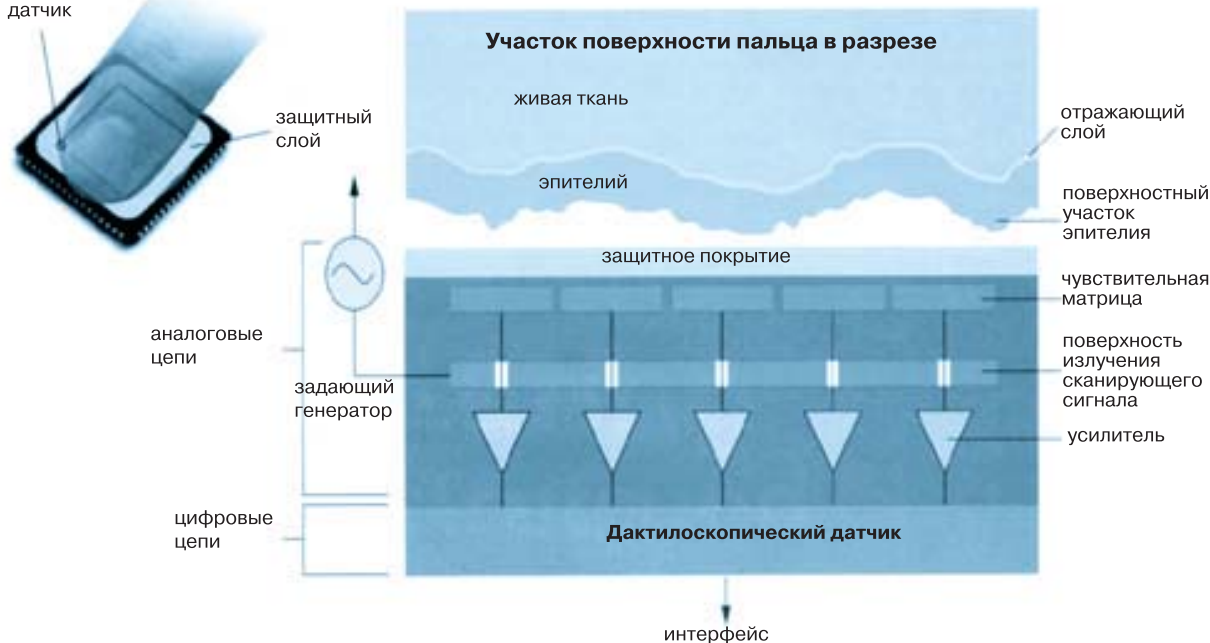 датчик
защитный
слой
Участок поверхности пальца в разрезе
живая ткань
отражающий
слой
эпителий
поверхностный
участок
эпителия
защитное покрытие
чувствительная
матрица
аналоговые
цепи
задающий
генератор
поверхность
излучения
сканирующего
сигнала
усилитель
цифровые
цепи
Дактилоскопический датчик
интерфейс